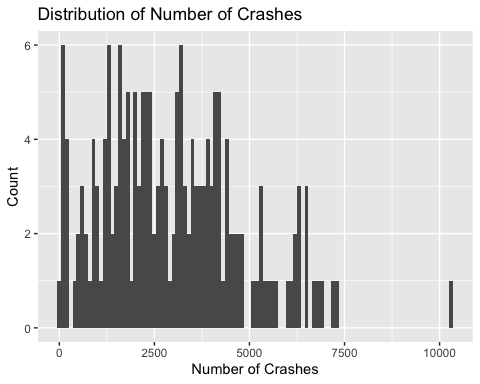 Distribution of Number of Crashes
6
4
2
0
Count
0 2500 5000 7500 10000
Number of Crashes